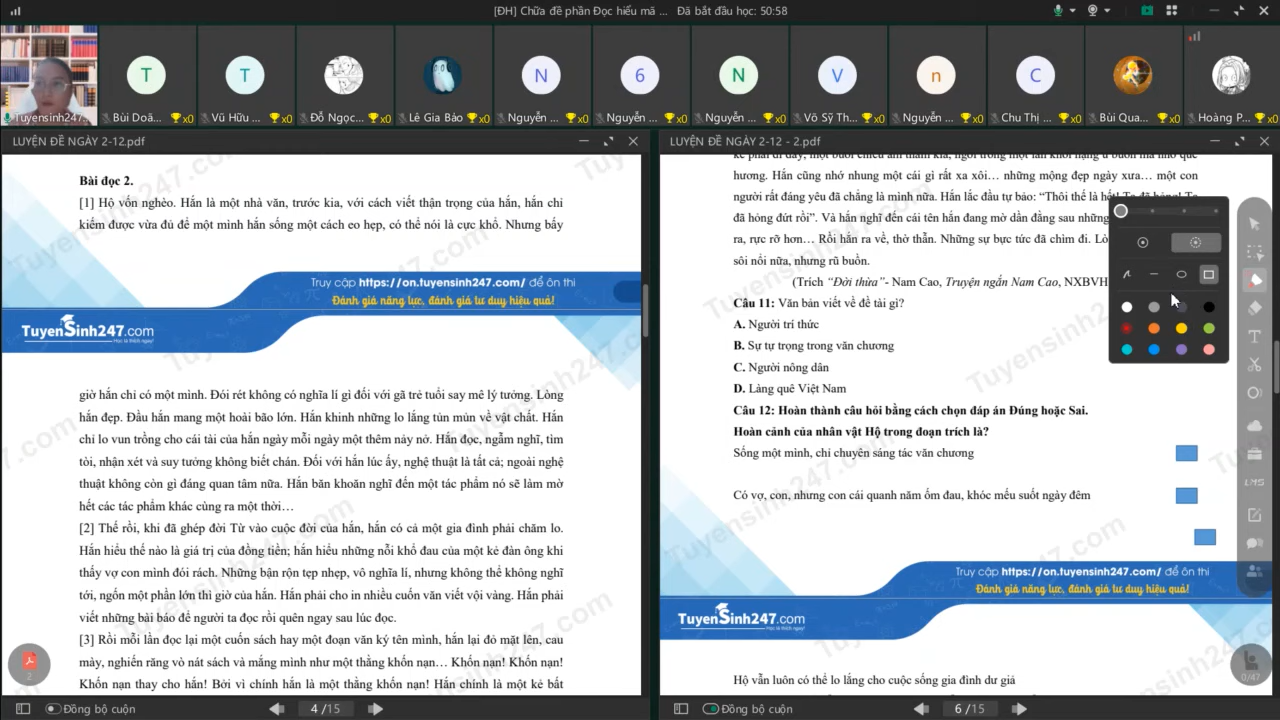 [ĐH] Chữa đề phần Đọc hiểu mã ... Đã bắt đầu học: 50:58
T T N 6 N V n C
Tuyensinh247... Bùi Doã... x0 Vũ Hữu ... x0 Đỗ Ngọc... x0 Lê Gia Bảo x0 Nguyễn ... x0 Nguyễn ... x0 Nguyễn ... x0 Võ Sỹ Th... x0 Nguyễn ... x0 Chu Thị ... x0 Bùi Qua... x0 Hoàng P... x0
LUYỆN ĐỀ NGÀY 2-12.pdf
Bài đọc 2.
[1] Hộ vốn nghèo. Hắn là một nhà văn, trước kia, với cách viết thận trọng của hắn, hắn chỉ
kiếm được vừa đủ để một mình hắn sống một cách eo hẹp, có thể nói là cực khổ. Nhưng bấy
Truy cập https://on.tuyensinh247.com/ để ôn thi
Đánh giá năng lực, đánh giá tư duy hiệu quả!
TuyenSinh247.com
Học là thích ngay!
giờ hắn chỉ có một mình. Đói rét không có nghĩa lí gì đối với gã trẻ tuổi say mê lý tưởng. Lòng
hắn đẹp. Đầu hắn mang một hoài bão lớn. Hắn khinh những lo lắng tủn mủn về vật chất. Hắn
chỉ lo vun trồng cho cái tài của hắn ngày mỗi ngày một thêm nảy nở. Hắn đọc, ngẫm nghĩ, tìm
tòi, nhận xét và suy tưởng không biết chán. Đối với hắn lúc ấy, nghệ thuật là tất cả; ngoài nghệ
thuật không còn gì đáng quan tâm nữa. Hắn băn khoăn nghĩ đến một tác phẩm nó sẽ làm mờ
hết các tác phẩm khác cùng ra một thời…
[2] Thế rồi, khi đã ghép đời Từ vào cuộc đời của hắn, hắn có cả một gia đình phải chăm lo.
Hắn hiểu thế nào là giá trị của đồng tiền; hắn hiểu những nỗi khổ đau của một kẻ đàn ông khi
thấy vợ con mình đói rách. Những bận rộn tẹp nhẹp, vô nghĩa lí, nhưng không thể không nghĩ
tới, ngốn một phần lớn thì giờ của hắn. Hắn phải cho in nhiều cuốn văn viết vội vàng. Hắn phải
viết những bài báo để người ta đọc rồi quên ngay sau lúc đọc.
[3] Rồi mỗi lần đọc lại một cuốn sách hay một đoạn văn ký tên mình, hắn lại đỏ mặt lên, cau
mày, nghiến răng vò nát sách và mắng mình như một thằng khốn nạn… Khốn nạn! Khốn nạn!
Khốn nạn thay cho hắn! Bởi vì chính hắn là một thằng khốn nạn! Hắn chính là một kẻ bất
2
Đồng bộ cuộn 4 /15
LUYỆN ĐỀ NGÀY 2-12 - 2.pdf
hương. Hắn cũng nhớ nhung một cái gì rất xa xôi… những mộng đẹp ngày xưa… một con
người rất đáng yêu đã chẳng là mình nữa. Hắn lắc đầu tự bảo: “Thôi thế là hết
đã hỏng đứt rồi”. Và hắn nghĩ đến cái tên hắn đang mờ dần đằng sau những
ra, rực rỡ hơn… Rồi hắn ra về, thờ thẫn. Những sự bực tức đã chìm đi. Lò
sôi nổi nữa, nhưng rũ buồn.
(Trích “Đời thừa”- Nam Cao, Truyện ngắn Nam Cao, NXBVH
Câu 11: Văn bản viết về đề tài gì?
A. Người trí thức
B. Sự tự trọng trong văn chương
C. Người nông dân
D. Làng quê Việt Nam
Câu 12: Hoàn thành câu hỏi bằng cách chọn đáp án Đúng hoặc Sai.
Hoàn cảnh của nhân vật Hộ trong đoạn trích là?
Sống một mình, chỉ chuyên sáng tác văn chương
Có vợ, con, nhưng con cái quanh năm ốm đau, khóc mếu suốt ngày đêm
Truy cập https://on.tuyensinh247.com/ để ôn thi
Đánh giá năng lực, đánh giá tư duy hiệu quả!
TuyenSinh247.com
Học là thích ngay!
Hộ vẫn luôn có thể lo lắng cho cuộc sống gia đình dư giả
LMS
0/47
Đồng bộ cuộn 6 /15